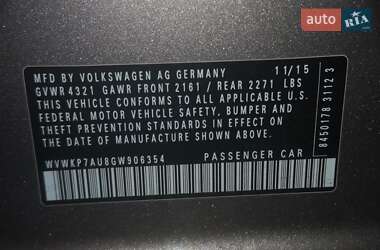 auto RIA
MFD BY VOLKSWAGEN AG GERMANY 11/15
GVWR 4321 GAWR FRONT 2161 / REAR 2271 LBS
THIS VEHICLE CONFORMS TO ALL APPLICABLE U.S.
FEDERAL MOTOR VEHICLE SAFETY, BUMPER AND
THEFT PREVENTION STANDARDS IN EFFECT ON THE
DATE OF MANUFACTURE SHOWN ABOVE
WVWKP7AU8GW906354 PASSENGER CAR
8450178 3112 3